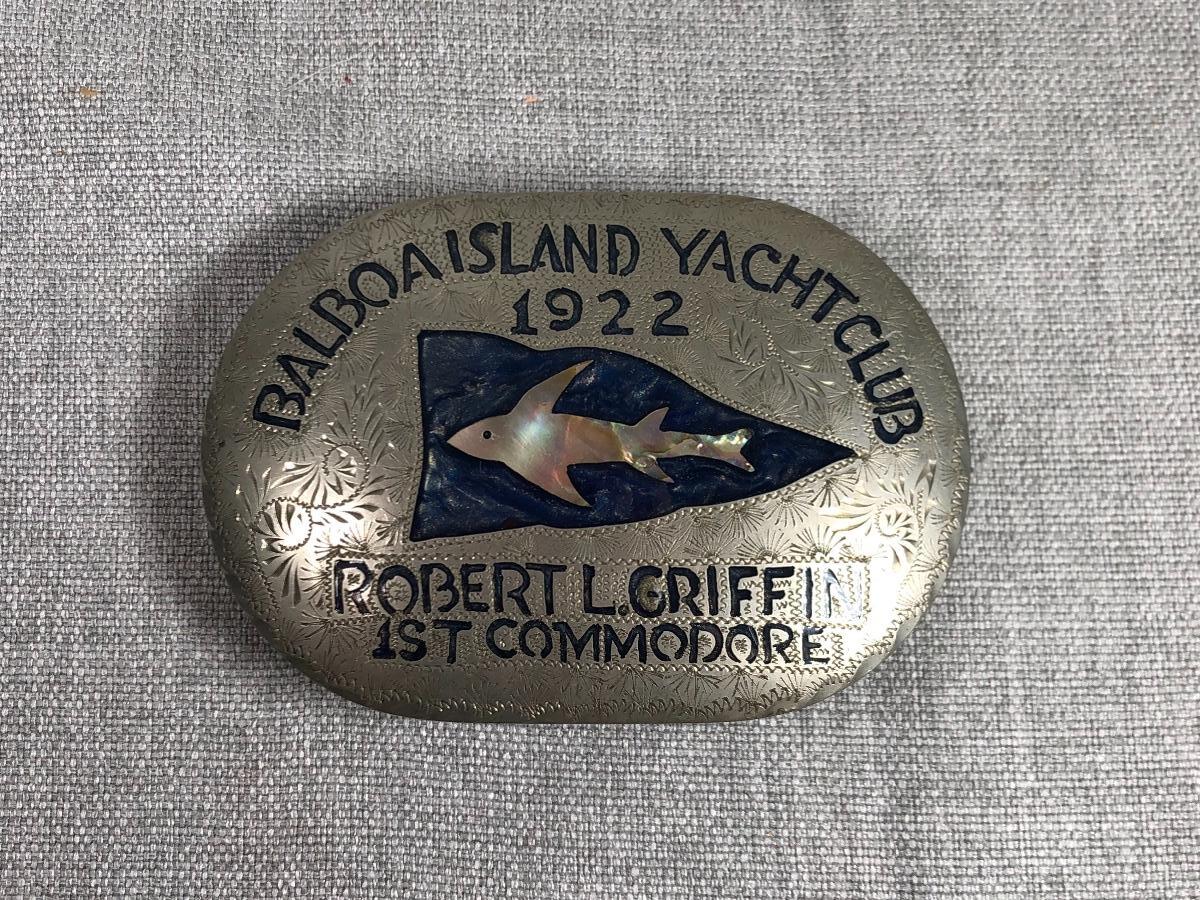 BALBOA ISLAND YACHT CLUB
1922
ROBERT L. GRIFFIN
1ST COMMODORE